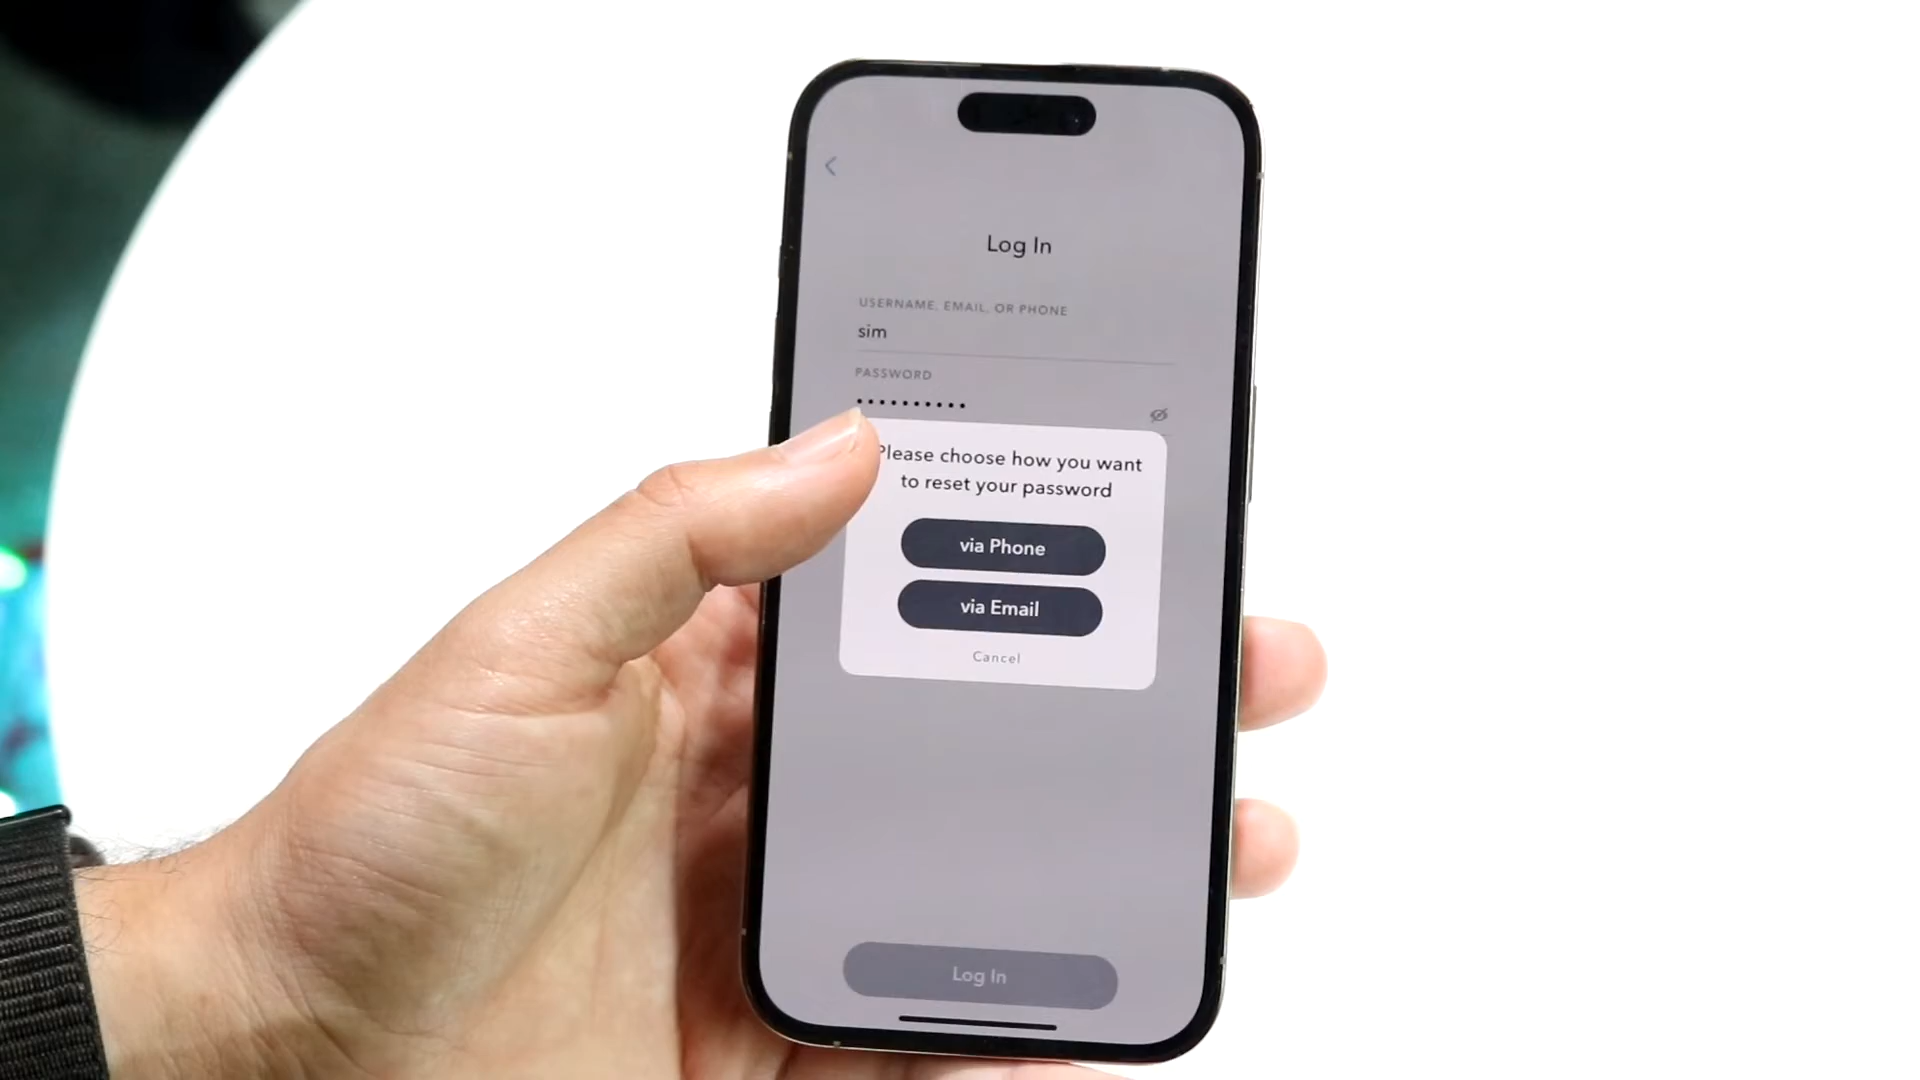 Log In
USERNAME, EMAIL, OR PHONE
sim
PASSWORD
••••••••••
Please choose how you want
to reset your password
via Phone
via Email
Cancel
Log In